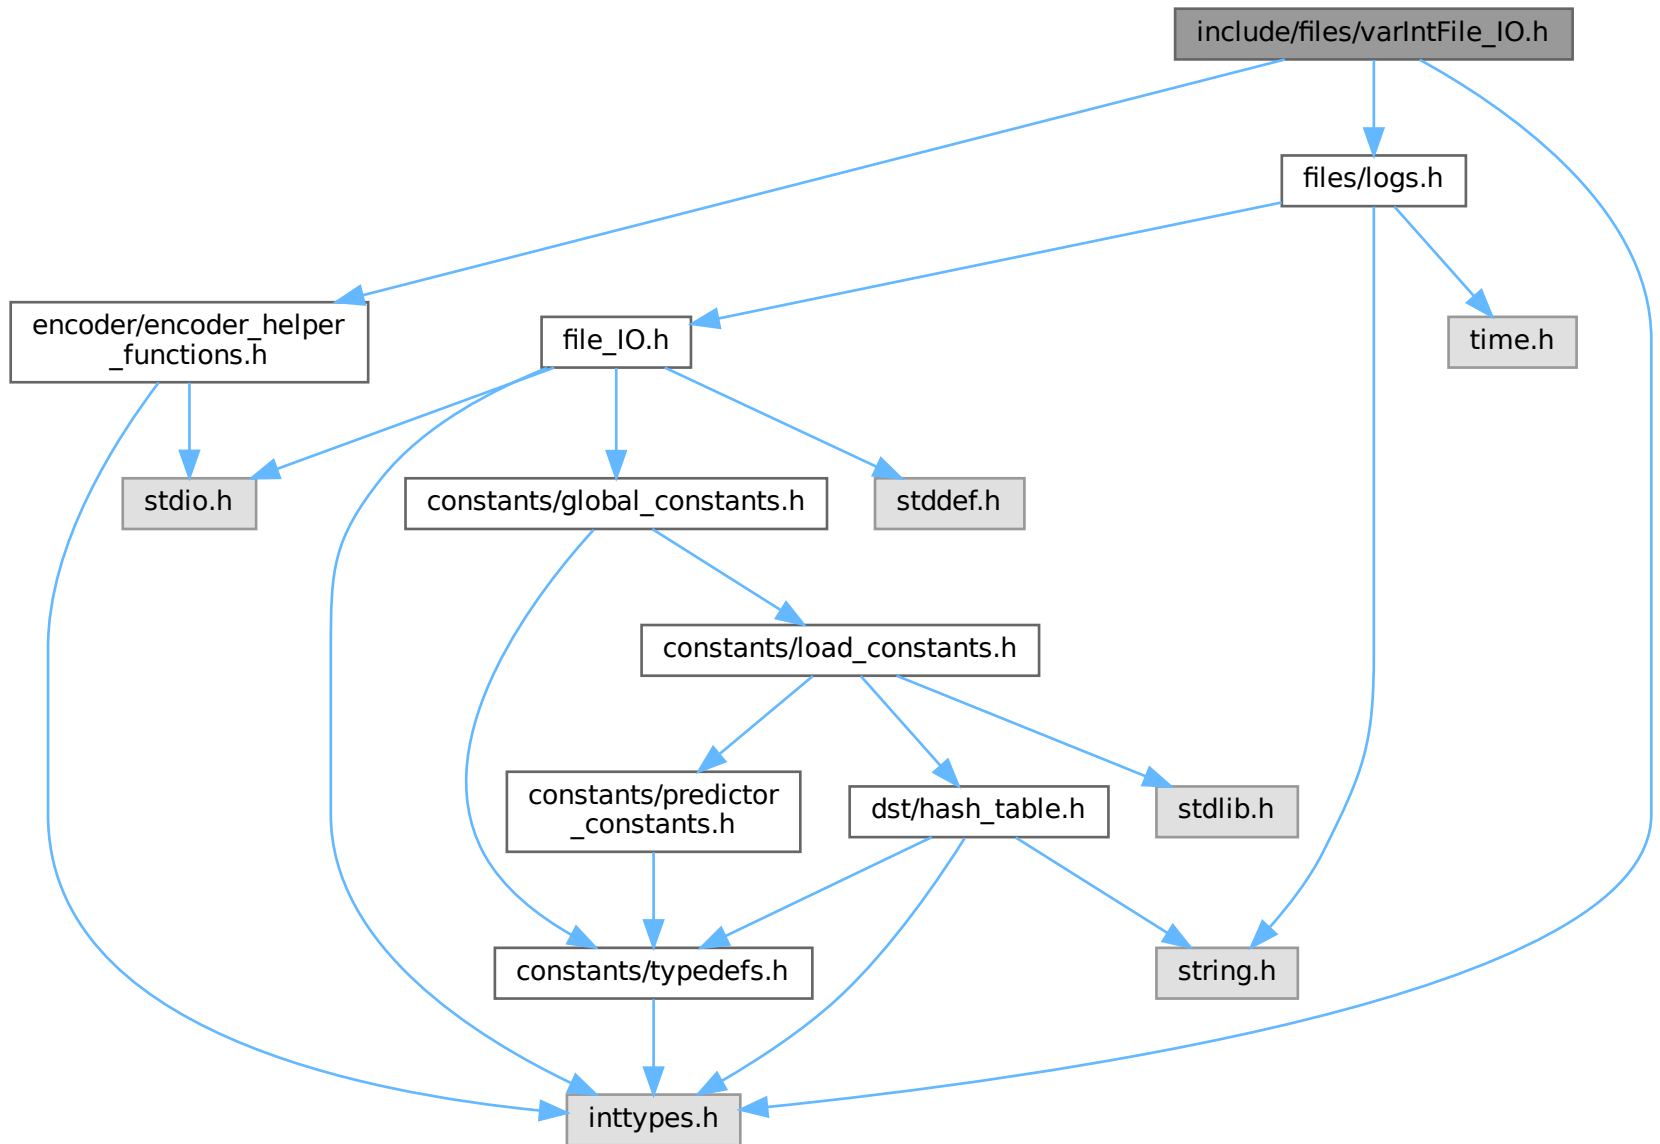 include/files/varIntFile_IO.h
files/logs.h
encoder/encoder_helper
_functions.h
file_IO.h
time.h
stdio.h
constants/global_constants.h
stddef.h
constants/load_constants.h
constants/predictor
_constants.h
dst/hash_table.h
stdlib.h
constants/typedefs.h
string.h
inttypes.h